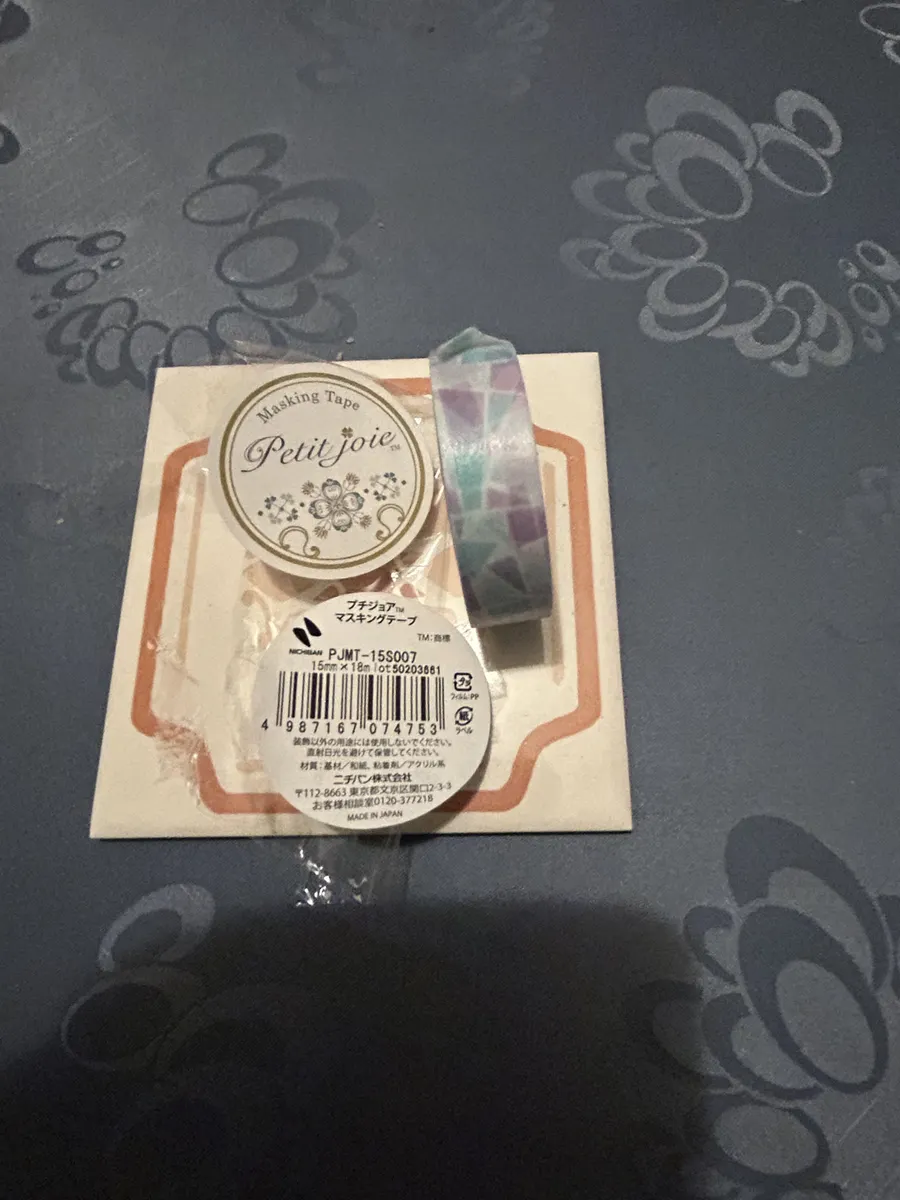 Masking Tape
Petit joie™
プチジョア™
マスキングテープ
TM:商標
NICHIBAN PJMT-15S007
15mm×18m lot50203661
プラ
フィルム:PP
4 987167 074753
紙
ラベル
装飾以外の用途には使用しないでください。
直射日光を避けて保管してください。
材質:基材/和紙、粘着剤/アクリル系
ニチバン株式会社
〒112-8663 東京都文京区関口2-3-3
お客様相談室0120-377218
MADE IN JAPAN